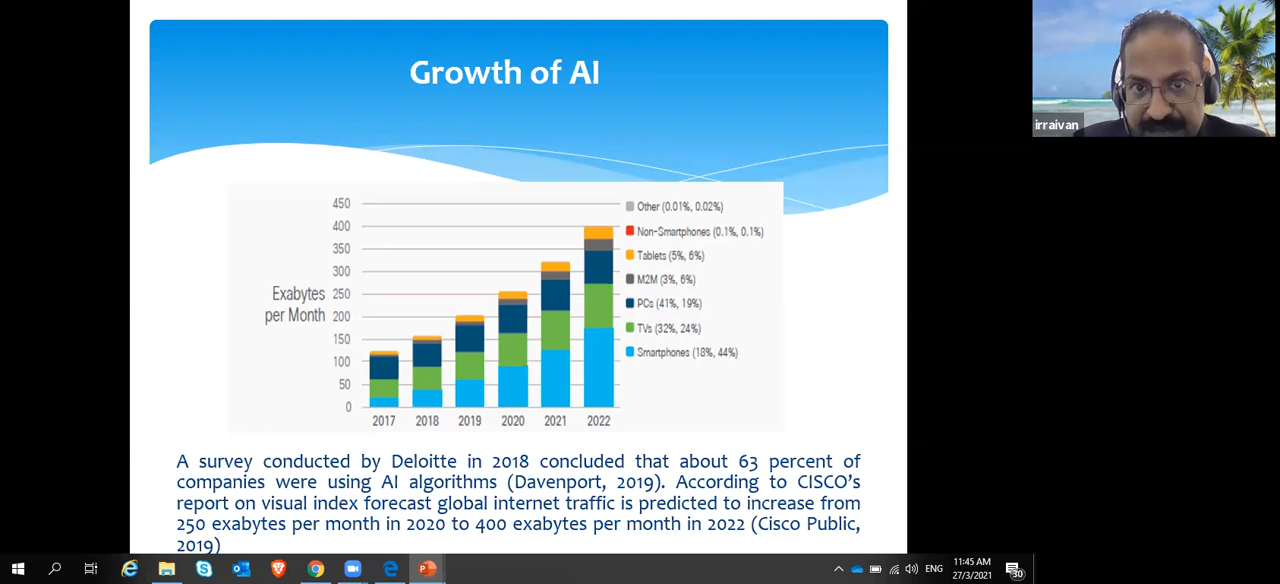 Growth of AI
irraivan
450
400
350
300
250
200
150
100
50
0
Exabytes
per Month
2017 2018 2019 2020 2021 2022
Other (0.01%, 0.02%)
Non-Smartphones (0.1%, 0.1%)
Tablets (5%, 6%)
M2M (3%, 6%)
PCs (41%, 19%)
TVs (32%, 24%)
Smartphones (18%, 44%)
A survey conducted by Deloitte in 2018 concluded that about 63 percent of
companies were using AI algorithms (Davenport, 2019). According to CISCO's
report on visual index forecast global internet traffic is predicted to increase from
250 exabytes per month in 2020 to 400 exabytes per month in 2022 (Cisco Public,
2019)
ENG
11:45 AM
27/3/2021
30